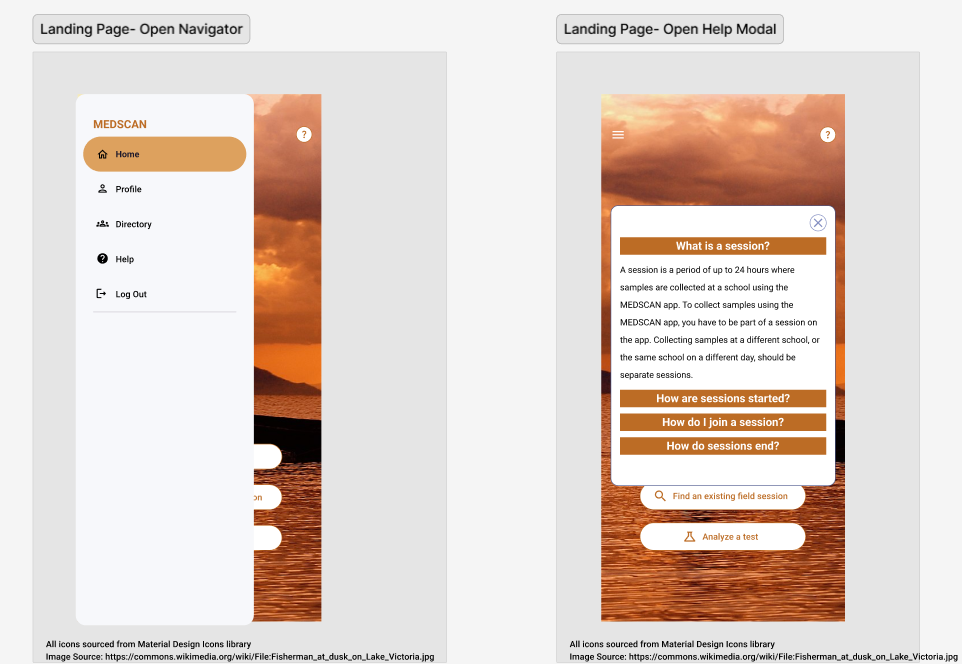 Landing Page- Open Navigator
MEDSCAN
?
Home
Profile
Directory
?
Help
Log Out
on
All icons sourced from Material Design Icons library
Image Source: https://commons.wikimedia.org/wiki/File:Fisherman_at_dusk_on_Lake_Victoria.jpg
Landing Page- Open Help Modal
?
What is a session?
A session is a period of up to 24 hours where
samples are collected at a school using the
MEDSCAN app. To collect samples using the
MEDSCAN app, you have to be part of a session on
the app. Collecting samples at a different school, or
the same school on a different day, should be
separate sessions.
How are sessions started?
How do I join a session?
How do sessions end?
Find an existing field session
Analyze a test
All icons sourced from Material Design Icons library
Image Source: https://commons.wikimedia.org/wiki/File:Fisherman_at_dusk_on_Lake_Victoria.jpg